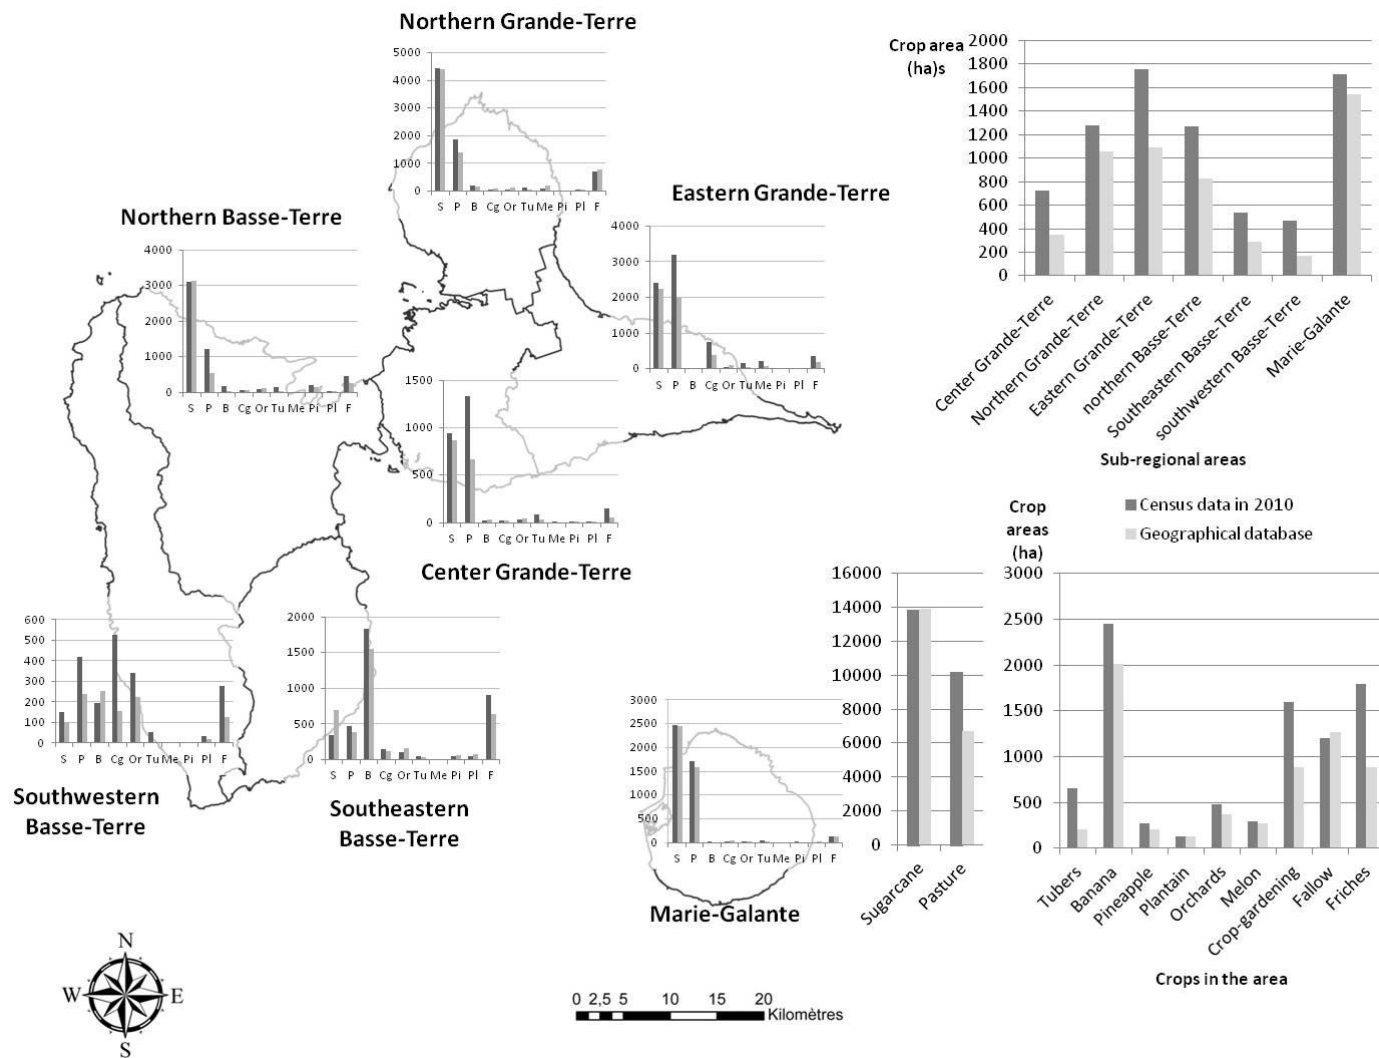 Northern Grande-Terre
5000
4000
3000
2000
1000
0
S P B Cg Or Tu Me Pi Pl F
Northern Basse-Terre
4000
3000
2000
1000
0
S P B Cg Or Tu Me Pi Pl F
Eastern Grande-Terre
4000
3000
2000
1000
0
S P B Cg Or Tu Me Pi Pl F
1500
1000
500
0
S P B Cg Or Tu Me Pi Pl F
Center Grande-Terre
600
500
400
300
200
100
0
S P B Cg Or Tu Me Pi Pl F
Southwestern
Basse-Terre
2000
1500
1000
500
0
S P B Cg Or Tu Me Pi Pl F
Southeastern
Basse-Terre
3000
2500
2000
1500
1000
500
0
S P B Cg Or Tu Me Pi Pl F
Marie-Galante
Crop area
(ha)s
2000
1800
1600
1400
1200
1000
800
600
400
200
0
Center Grande-Terre
Northern Grande-Terre
Eastern Grande-Terre
northern Basse-Terre
Southeastern Basse-Terre
southwestern Basse-Terre
Marie-Galante
Sub-regional areas
Census data in 2010
Geographical database
Crop
areas
(ha)
16000
14000
12000
10000
8000
6000
4000
2000
0
Sugarcane
Pasture
3000
2500
2000
1500
1000
500
0
Tubers
Banana
Pineapple
Plantain
Orchards
Melon
Crop-gardening
Fallow
Friches
Crops in the area
N
W E
S
0 2,5 5 10 15 20
Kilomètres